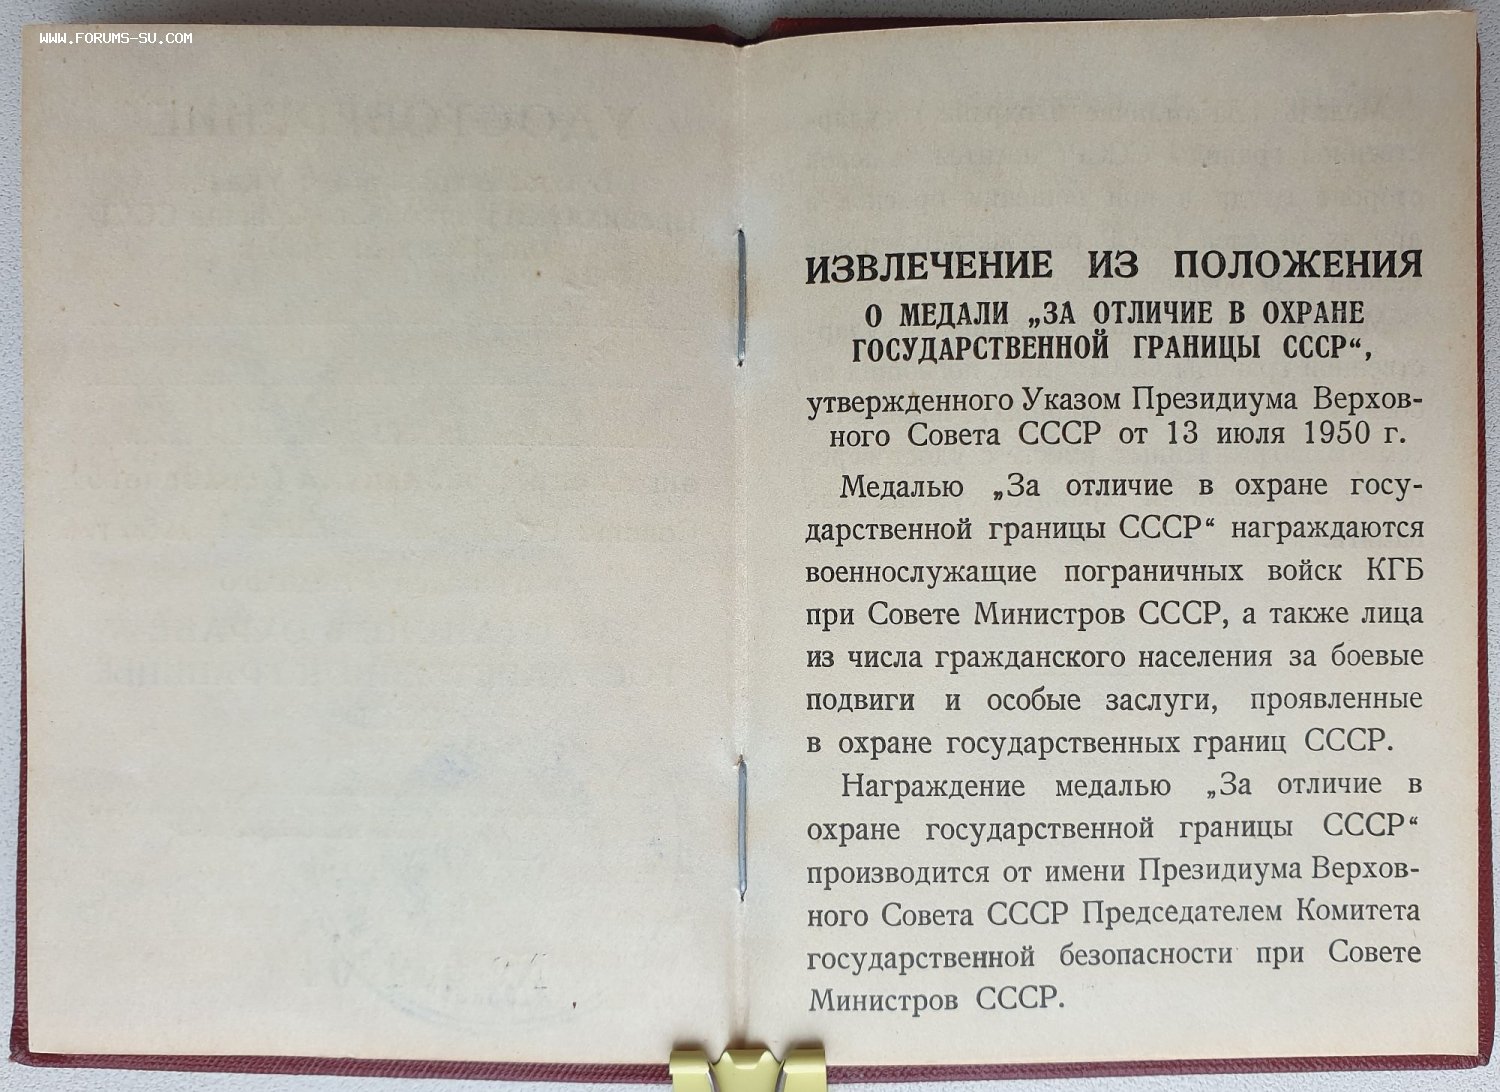 WWW.FORUMS-SU.COM
ИЗВЛЕЧЕНИЕ ИЗ ПОЛОЖЕНИЯ
О МЕДАЛИ „ЗА ОТЛИЧИЕ В ОХРАНЕ
ГОСУДАРСТВЕННОЙ ГРАНИЦЫ СССР“,
утвержденного Указом Президиума Верхов-
ного Совета СССР от 13 июля 1950 г.
Медалью „За отличие в охране госу-
дарственной границы СССР“ награждаются
военнослужащие пограничных войск КГБ
при Совете Министров СССР, а также лица
из числа гражданского населения за боевые
подвиги и особые заслуги, проявленные
в охране государственных границ СССР.
Награждение медалью „За отличие в
охране государственной границы СССР“
производится от имени Президиума Верхов-
ного Совета СССР Председателем Комитета
государственной безопасности при Совете
Министров СССР.